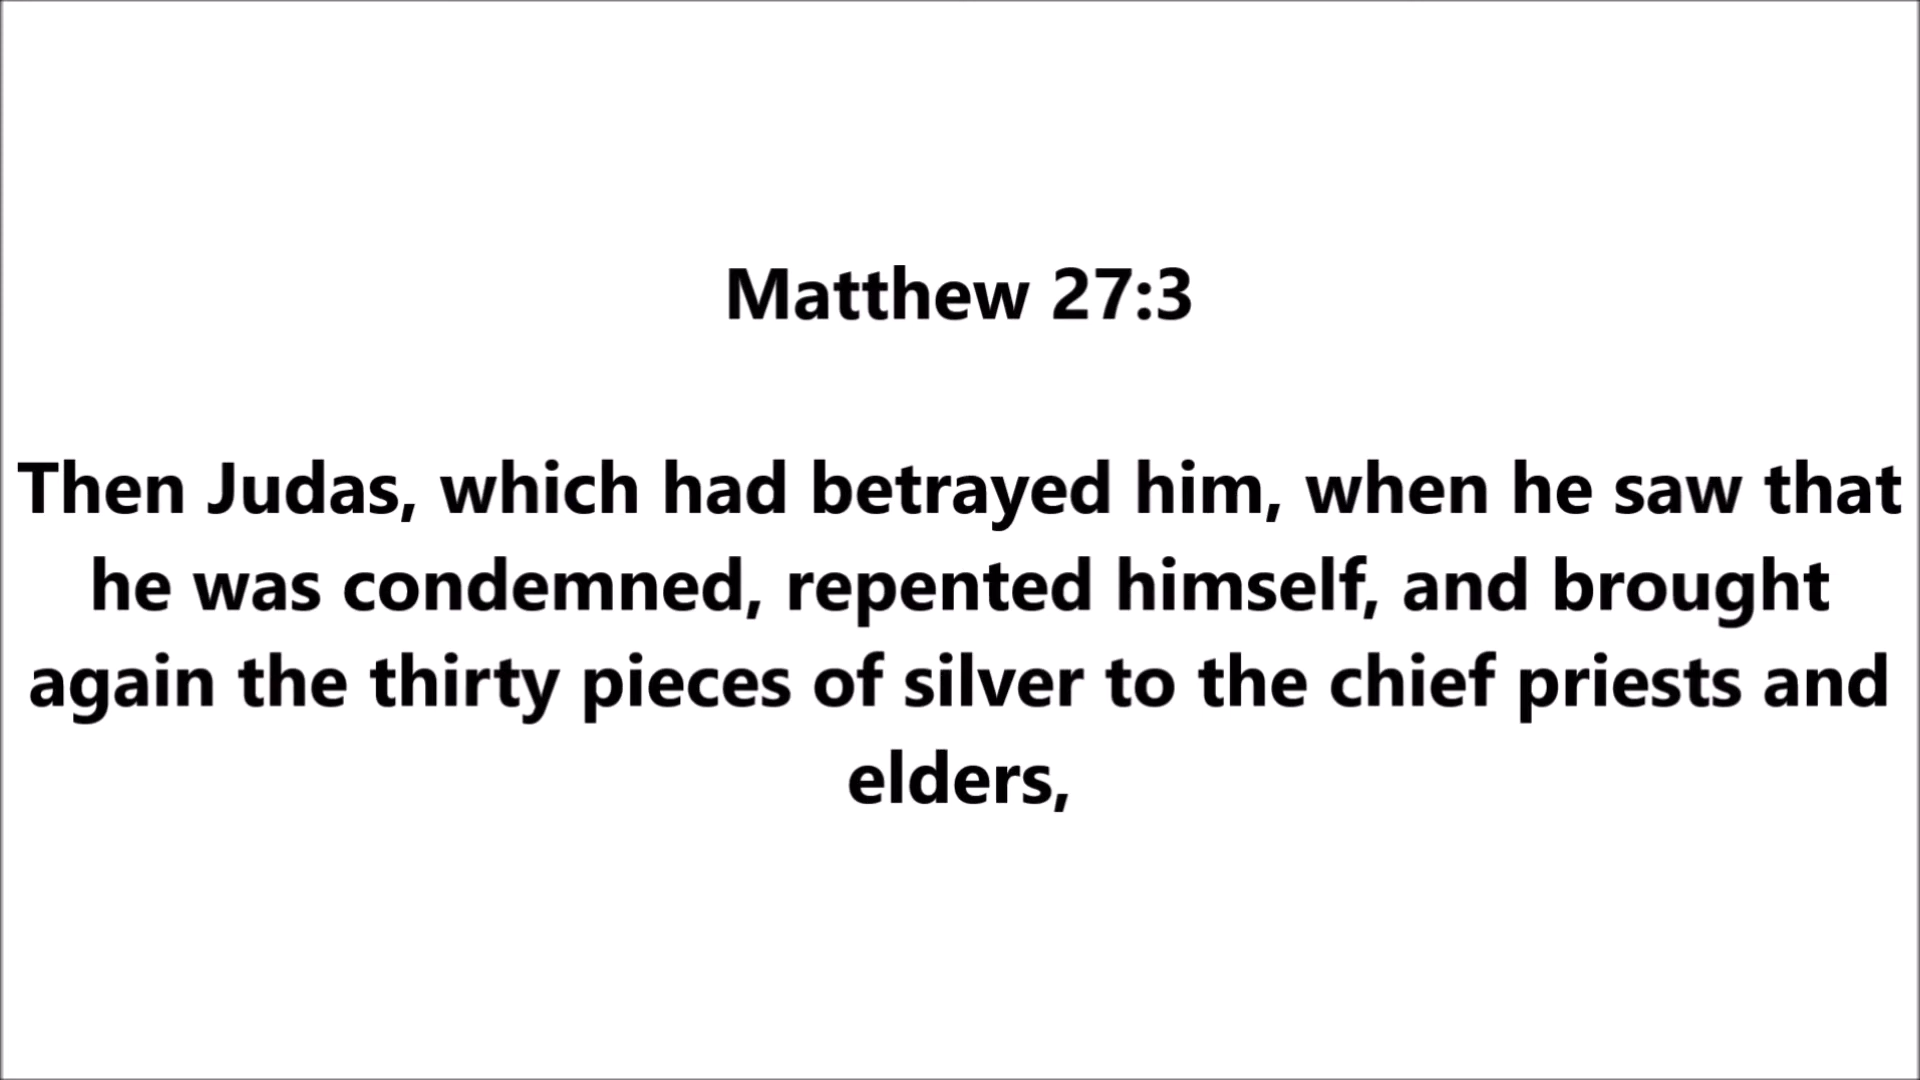 Matthew 27:3
Then Judas, which had betrayed him, when he saw that
he was condemned, repented himself, and brought
again the thirty pieces of silver to the chief priests and
elders,